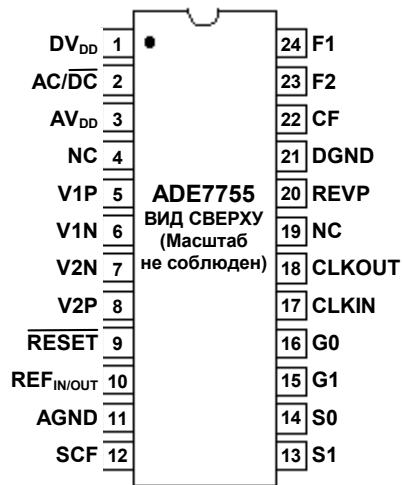 DVDD 1
AC/DC 2
AVDD 3
NC 4
V1P 5
V1N 6
V2N 7
V2P 8
RESET 9
REFIN/OUT 10
AGND 11
SCF 12
ADE7755
ВИД СВЕРХУ
(Масштаб
не соблюден)
24 F1
23 F2
22 CF
21 DGND
20 REVP
19 NC
18 CLKOUT
17 CLKIN
16 G0
15 G1
14 S0
13 S1